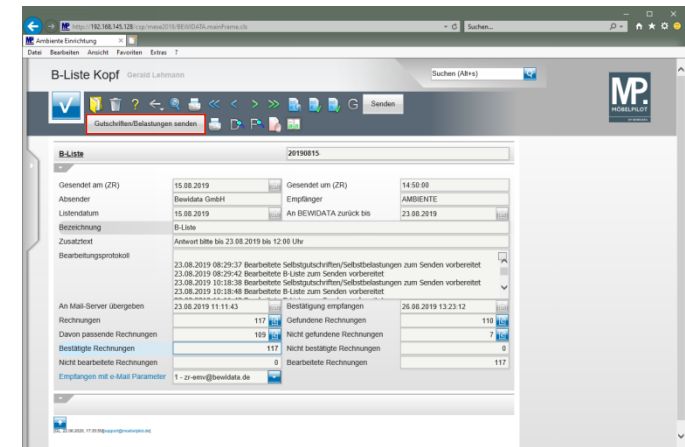 http://192.168.145.128/csp/mese2019/BEWIDATA.mainFrame.cls
Suchen...
Ambiente Einrichtung
Datei Bearbeiten Ansicht Favoriten Extras ?
B-Liste Kopf Gerald Lehmann
Suchen (Alt+s)
MP.
MÖBELPILOT
G Senden
Gutschriften/Belastungen senden
B-Liste 20190815
Gesendet am (ZR) 15.08.2019 Gesendet um (ZR) 14:50:00
Absender Bewidata GmbH Empfänger AMBIENTE
Listendatum 15.08.2019 An BEWIDATA zurück bis 23.08.2019
Bezeichnung B-Liste
Zusatztext Antwort bitte bis 23.08.2019 bis 12:00 Uhr
Bearbeitungsprotokoll
23.08.2019 08:29:37 Bearbeitete Selbstgutschriften/Selbstbelastungen zum Senden vorbereitet
23.08.2019 08:29:42 Bearbeitete B-Liste zum Senden vorbereitet
23.08.2019 10:18:38 Bearbeitete Selbstgutschriften/Selbstbelastungen zum Senden vorbereitet
23.08.2019 10:18:48 Bearbeitete B-Liste zum Senden vorbereitet
An Mail-Server übergeben 23.08.2019 11:11:43 Bestätigung empfangen 26.08.2019 13:23:12
Rechnungen 117 Gefundene Rechnungen 110
Davon passende Rechnungen 109 Nicht gefundene Rechnungen 7
Bestätigte Rechnungen 117 Nicht bestätigte Rechnungen 0
Nicht bearbeitete Rechnungen 0 Bearbeitete Rechnungen 117
Empfangen mit e-Mail Parameter 1 - zr-emv@bewidata.de